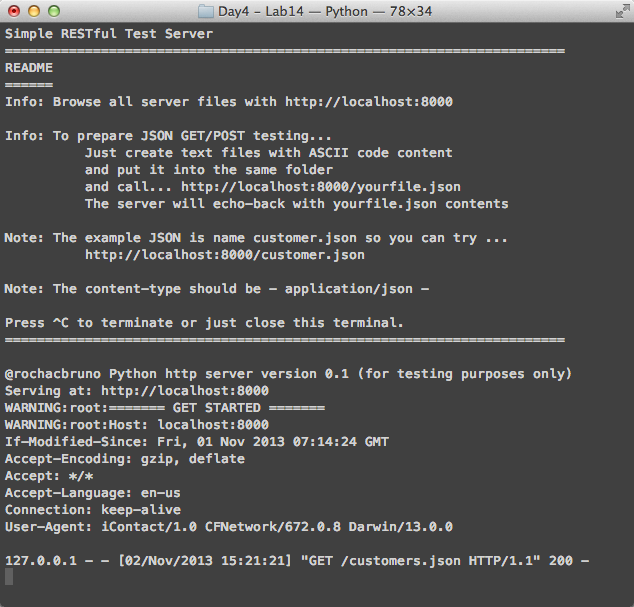 Day4 – Lab14 — Python — 78×34
Simple RESTful Test Server
======================================================================
README
======
Info: Browse all server files with http://localhost:8000
Info: To prepare JSON GET/POST testing...
Just create text files with ASCII code content
and put it into the same folder
and call... http://localhost:8000/yourfile.json
The server will echo-back with yourfile.json contents
Note: The example JSON is name customer.json so you can try ...
http://localhost:8000/customer.json
Note: The content-type should be - application/json -
Press ^C to terminate or just close this terminal.
======================================================================
@rochacbruno Python http server version 0.1 (for testing purposes only)
Serving at: http://localhost:8000
WARNING:root:======= GET STARTED =======
WARNING:root:Host: localhost:8000
If-Modified-Since: Fri, 01 Nov 2013 07:14:24 GMT
Accept-Encoding: gzip, deflate
Accept: */*
Accept-Language: en-us
Connection: keep-alive
User-Agent: iContact/1.0 CFNetwork/672.0.8 Darwin/13.0.0
127.0.0.1 - - [02/Nov/2013 15:21:21] "GET /customers.json HTTP/1.1" 200 -